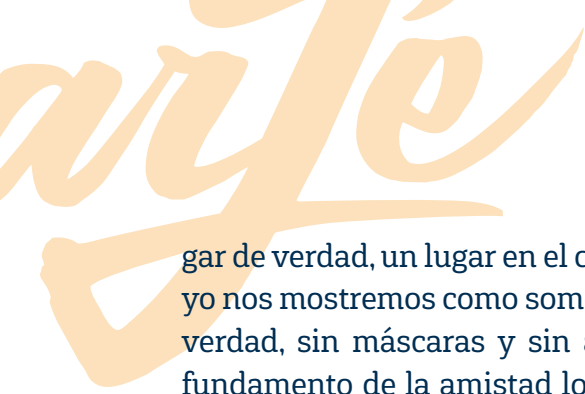 gar de verdad, un lugar en el
yo nos mostremos como som
verdad, sin máscaras y sin
fundamento de la amistad lo